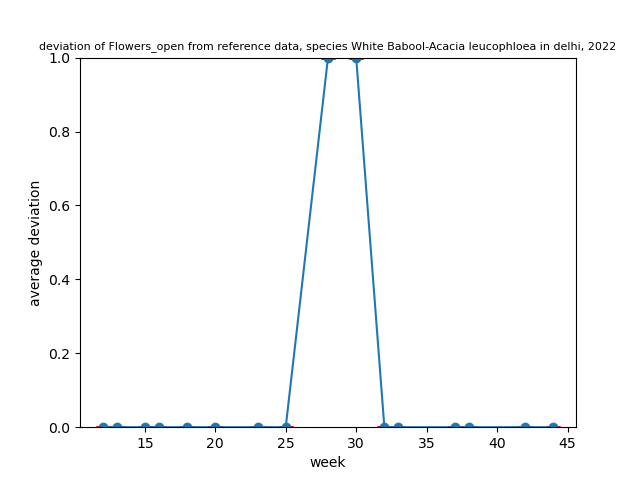 deviation of Flowers_open from reference data, species White Babool-Acacia leucophloea in delhi, 2022
1.0
0.8
0.6
0.4
0.2
0.0
average deviation
15 20 25 30 35 40 45
week